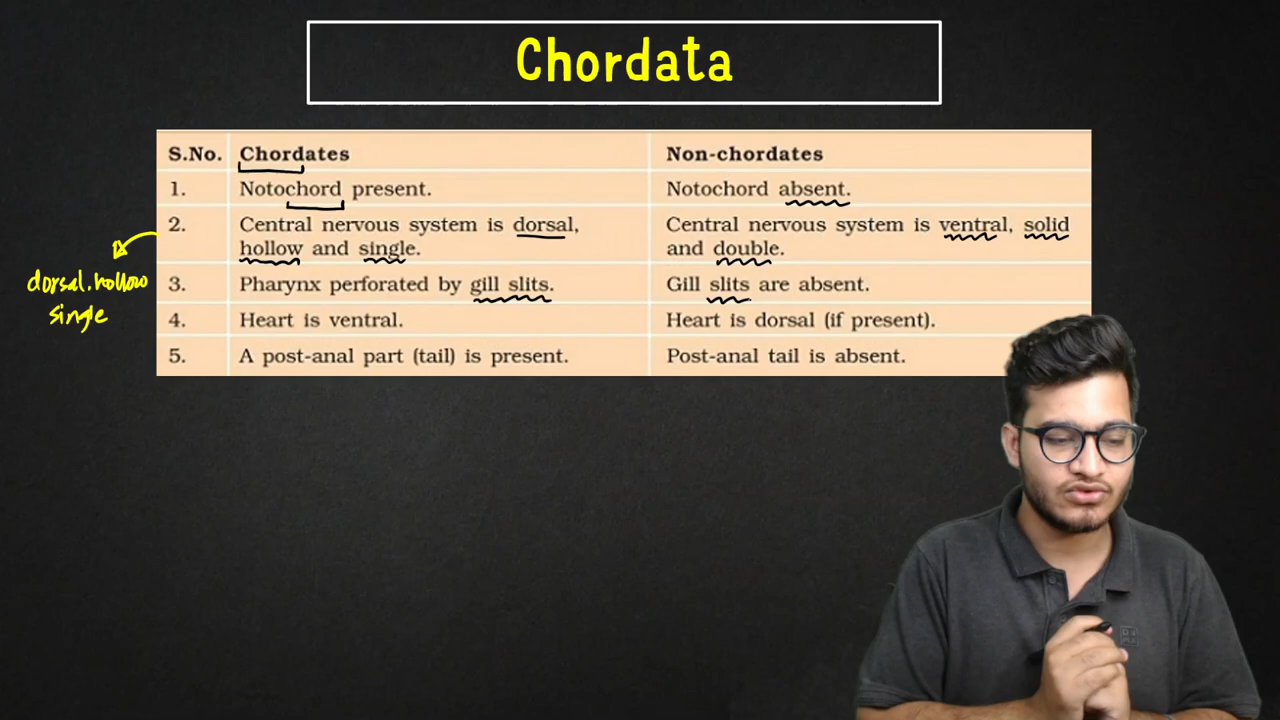 Chordata
S.No. Chordates Non-chordates
1. Notochord present. Notochord absent.
2. Central nervous system is dorsal, Central nervous system is ventral, solid
hollow and single. and double.
dorsal.hollow
single
3. Pharynx perforated by gill slits. Gill slits are absent.
4. Heart is ventral. Heart is dorsal (if present).
5. A post-anal part (tail) is present. Post-anal tail is absent.